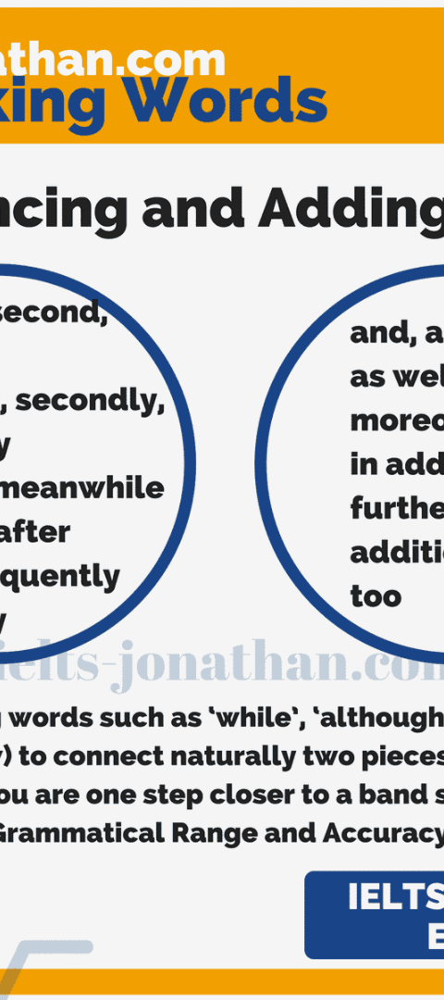 athan.com
king Words
ncing and Adding
second,
, secondly,
y
meanwhile
after
quently
y
and, a
as wel
moreo
in add
furthe
additi
too
ielts-jonathan.com
g words such as ‘while’, ‘although
y) to connect naturally two pieces
ou are one step closer to a band s
Grammatical Range and Accuracy
IELTS
E